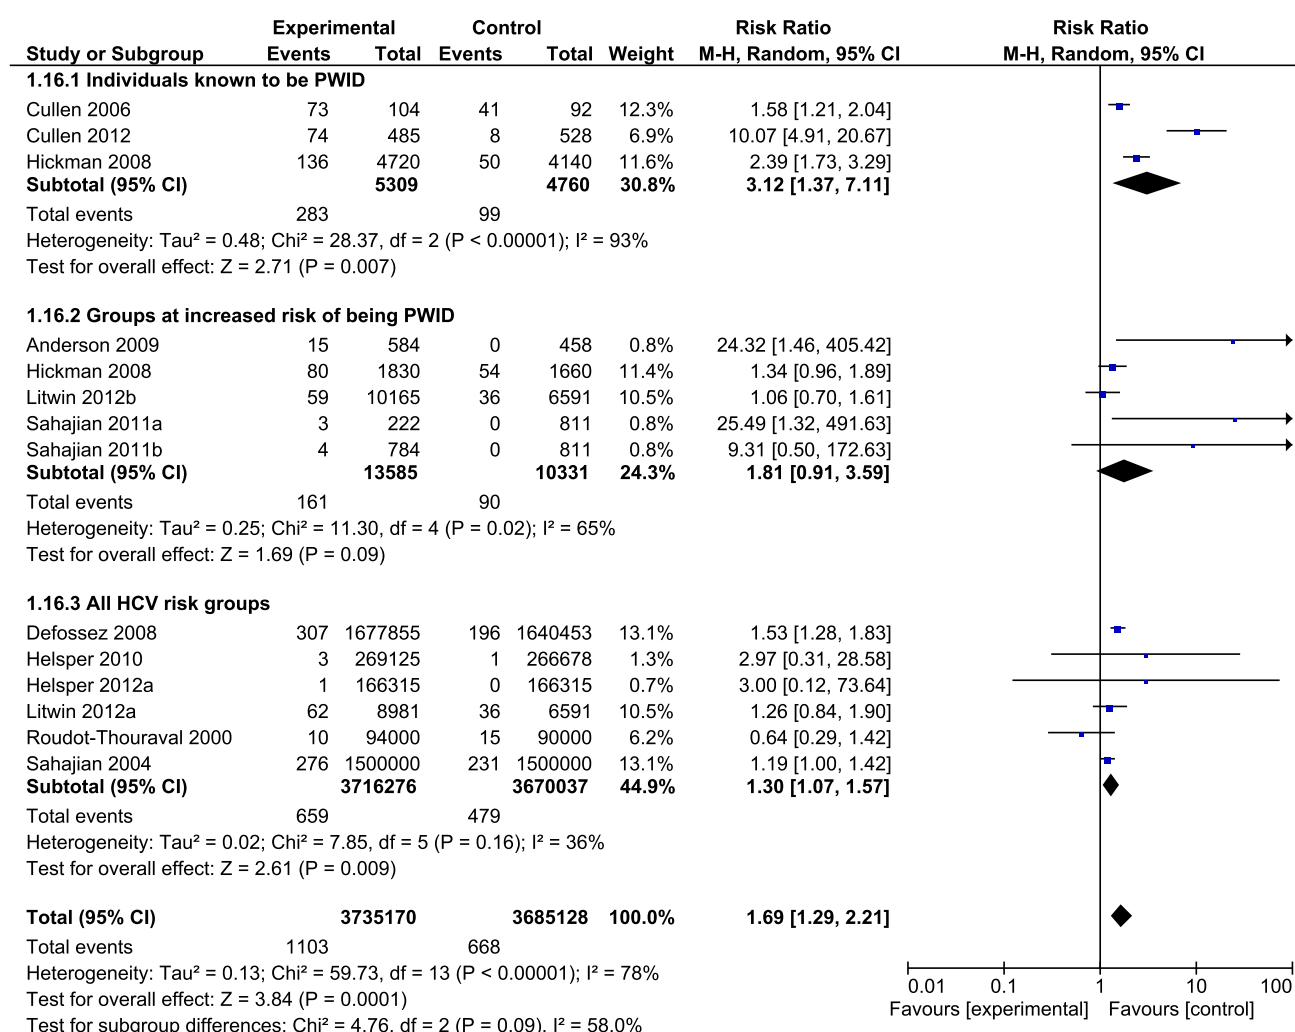 Experimental Control Risk Ratio Risk Ratio
Study or Subgroup Events Total Events Total Weight M-H, Random, 95% CI M-H, Random, 95% CI
1.16.1 Individuals known to be PWID
Cullen 2006 73 104 41 92 12.3% 1.58 [1.21, 2.04]
Cullen 2012 74 485 8 528 6.9% 10.07 [4.91, 20.67]
Hickman 2008 136 4720 50 4140 11.6% 2.39 [1.73, 3.29]
Subtotal (95% CI) 5309 4760 30.8% 3.12 [1.37, 7.11]
Total events 283 99
Heterogeneity: Tau² = 0.48; Chi² = 28.37, df = 2 (P < 0.00001); I² = 93%
Test for overall effect: Z = 2.71 (P = 0.007)
1.16.2 Groups at increased risk of being PWID
Anderson 2009 15 584 0 458 0.8% 24.32 [1.46, 405.42]
Hickman 2008 80 1830 54 1660 11.4% 1.34 [0.96, 1.89]
Litwin 2012b 59 10165 36 6591 10.5% 1.06 [0.70, 1.61]
Sahajian 2011a 3 222 0 811 0.8% 25.49 [1.32, 491.63]
Sahajian 2011b 4 784 0 811 0.8% 9.31 [0.50, 172.63]
Subtotal (95% CI) 13585 10331 24.3% 1.81 [0.91, 3.59]
Total events 161 90
Heterogeneity: Tau² = 0.25; Chi² = 11.30, df = 4 (P = 0.02); I² = 65%
Test for overall effect: Z = 1.69 (P = 0.09)
1.16.3 All HCV risk groups
Defossez 2008 307 1677855 196 1640453 13.1% 1.53 [1.28, 1.83]
Helsper 2010 3 269125 1 266678 1.3% 2.97 [0.31, 28.58]
Helsper 2012a 1 166315 0 166315 0.7% 3.00 [0.12, 73.64]
Litwin 2012a 62 8981 36 6591 10.5% 1.26 [0.84, 1.90]
Roudot-Thouraval 2000 10 94000 15 90000 6.2% 0.64 [0.29, 1.42]
Sahajian 2004 276 1500000 231 1500000 13.1% 1.19 [1.00, 1.42]
Subtotal (95% CI) 3716276 3670037 44.9% 1.30 [1.07, 1.57]
Total events 659 479
Heterogeneity: Tau² = 0.02; Chi² = 7.85, df = 5 (P = 0.16); I² = 36%
Test for overall effect: Z = 2.61 (P = 0.009)
Total (95% CI) 3735170 3685128 100.0% 1.69 [1.29, 2.21]
Total events 1103 668
Heterogeneity: Tau² = 0.13; Chi² = 59.73, df = 13 (P < 0.00001); I² = 78%
Test for overall effect: Z = 3.84 (P = 0.0001)
Test for subgroup differences: Chi² = 4.76, df = 2 (P = 0.09), I² = 58.0%
0.01 0.1 1 10 100
Favours [experimental] Favours [control]